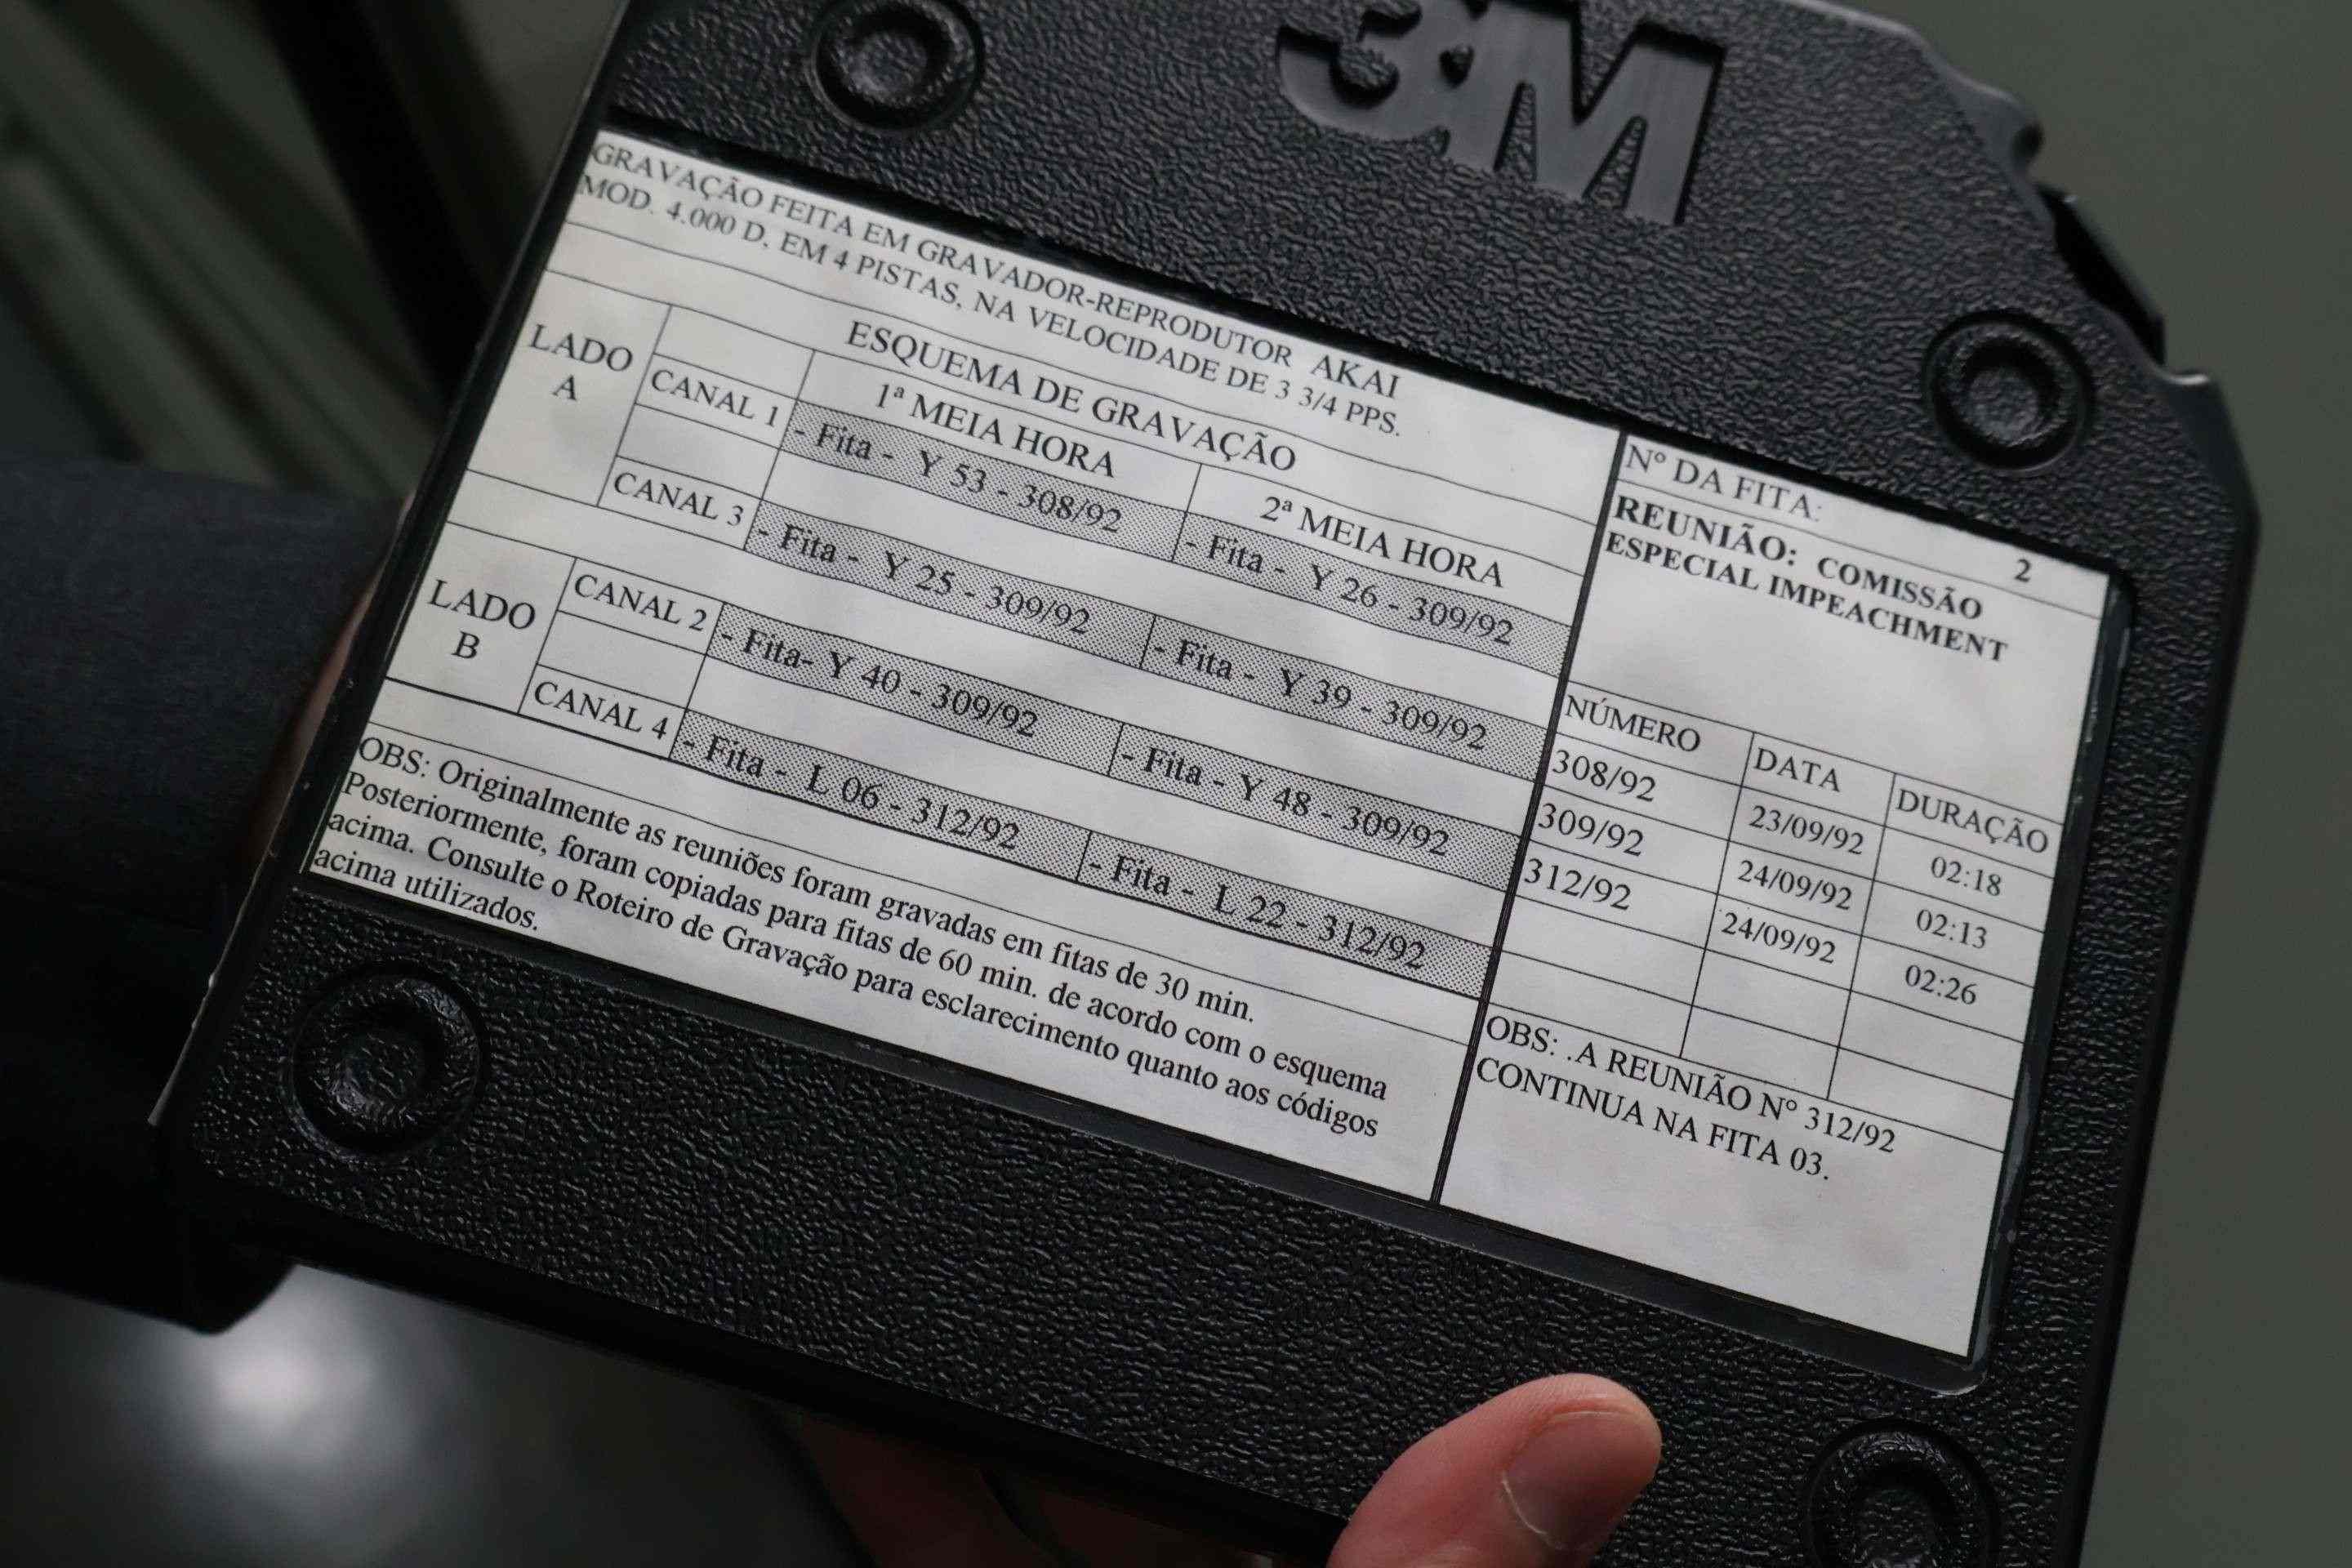 3M
GRAVAÇÃO FEITA EM GRAVADOR-REPRODUTOR AKAI
MOD. 4.000 D, EM 4 PISTAS, NA VELOCIDADE DE 3 3/4 PPS.
ESQUEMA DE GRAVAÇÃO
1ª MEIA HORA 2ª MEIA HORA
LADO A
CANAL 1 - Fita - Y 53 - 308/92 - Fita - Y 26 - 309/92
CANAL 3 - Fita - Y 25 - 309/92 - Fita - Y 39 - 309/92
LADO B
CANAL 2 - Fita- Y 40 - 309/92 - Fita - Y 48 - 309/92
CANAL 4 - Fita - L 06 - 312/92 - Fita - L 22 - 312/92
OBS: Originalmente as reuniões foram gravadas em fitas de 30 min.
Posteriormente, foram copiadas para fitas de 60 min. de acordo com o esquema
acima. Consulte o Roteiro de Gravação para esclarecimento quanto aos códigos
acima utilizados.
Nº DA FITA: 2
REUNIÃO: COMISSÃO
ESPECIAL IMPEACHMENT
NÚMERO DATA DURAÇÃO
308/92 23/09/92 02:18
309/92 24/09/92 02:13
312/92 24/09/92 02:26
OBS: .A REUNIÃO Nº 312/92
CONTINUA NA FITA 03.